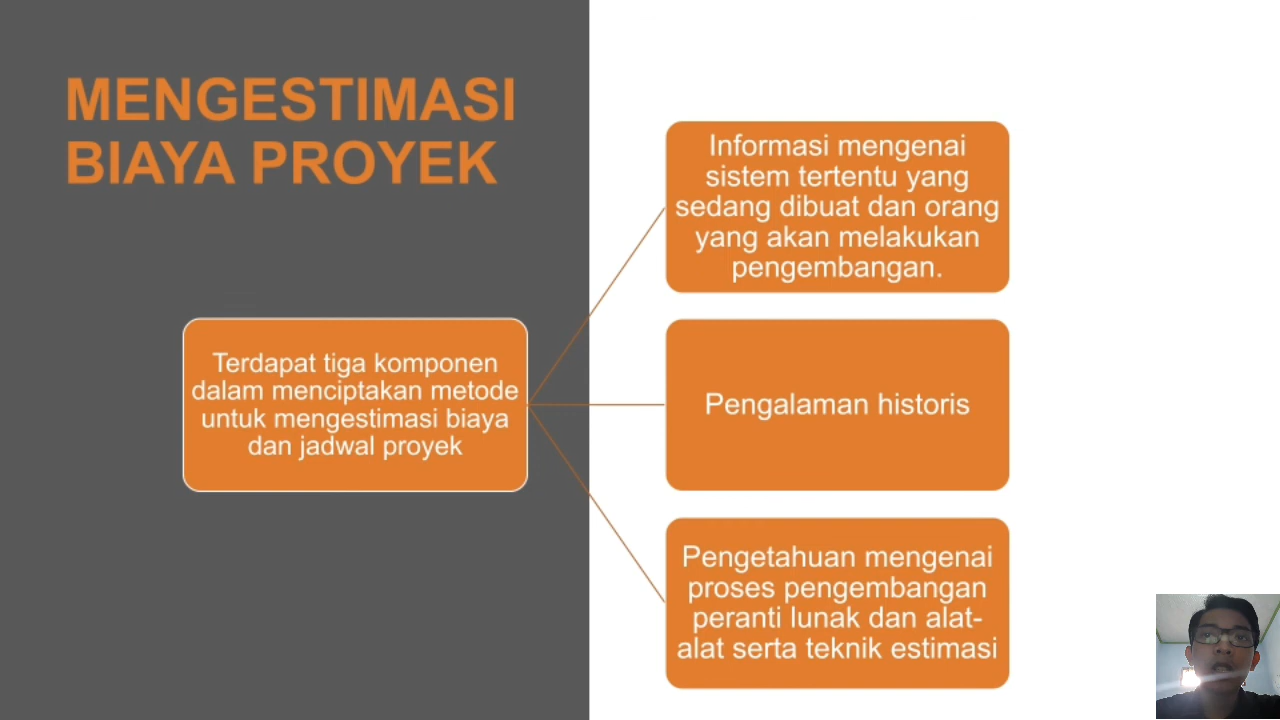 MENGESTIMASI
BIAYA PROYEK
Terdapat tiga komponen
dalam menciptakan metode
untuk mengestimasi biaya
dan jadwal proyek
Informasi mengenai
sistem tertentu yang
sedang dibuat dan orang
yang akan melakukan
pengembangan.
Pengalaman historis
Pengetahuan mengenai
proses pengembangan
peranti lunak dan alat-
alat serta teknik estimasi